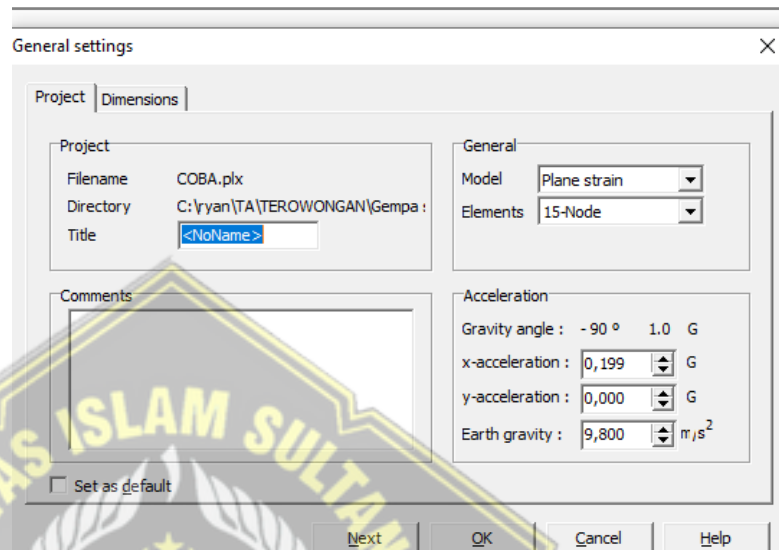 General settings
Project
Dimensions
Project
Filename COBA.plx
Directory C:\ryan\TA\TEROWONGAN\Gempa s
Title <NoName>
General
Model Plane strain
Elements 15-Node
Comments
Acceleration
Gravity angle : - 90 º 1.0 G
x-acceleration : 0,199 G
y-acceleration : 0,000 G
Earth gravity : 9,800 m/s²
Set as default
Next OK Cancel Help
ISLAM SULTAN